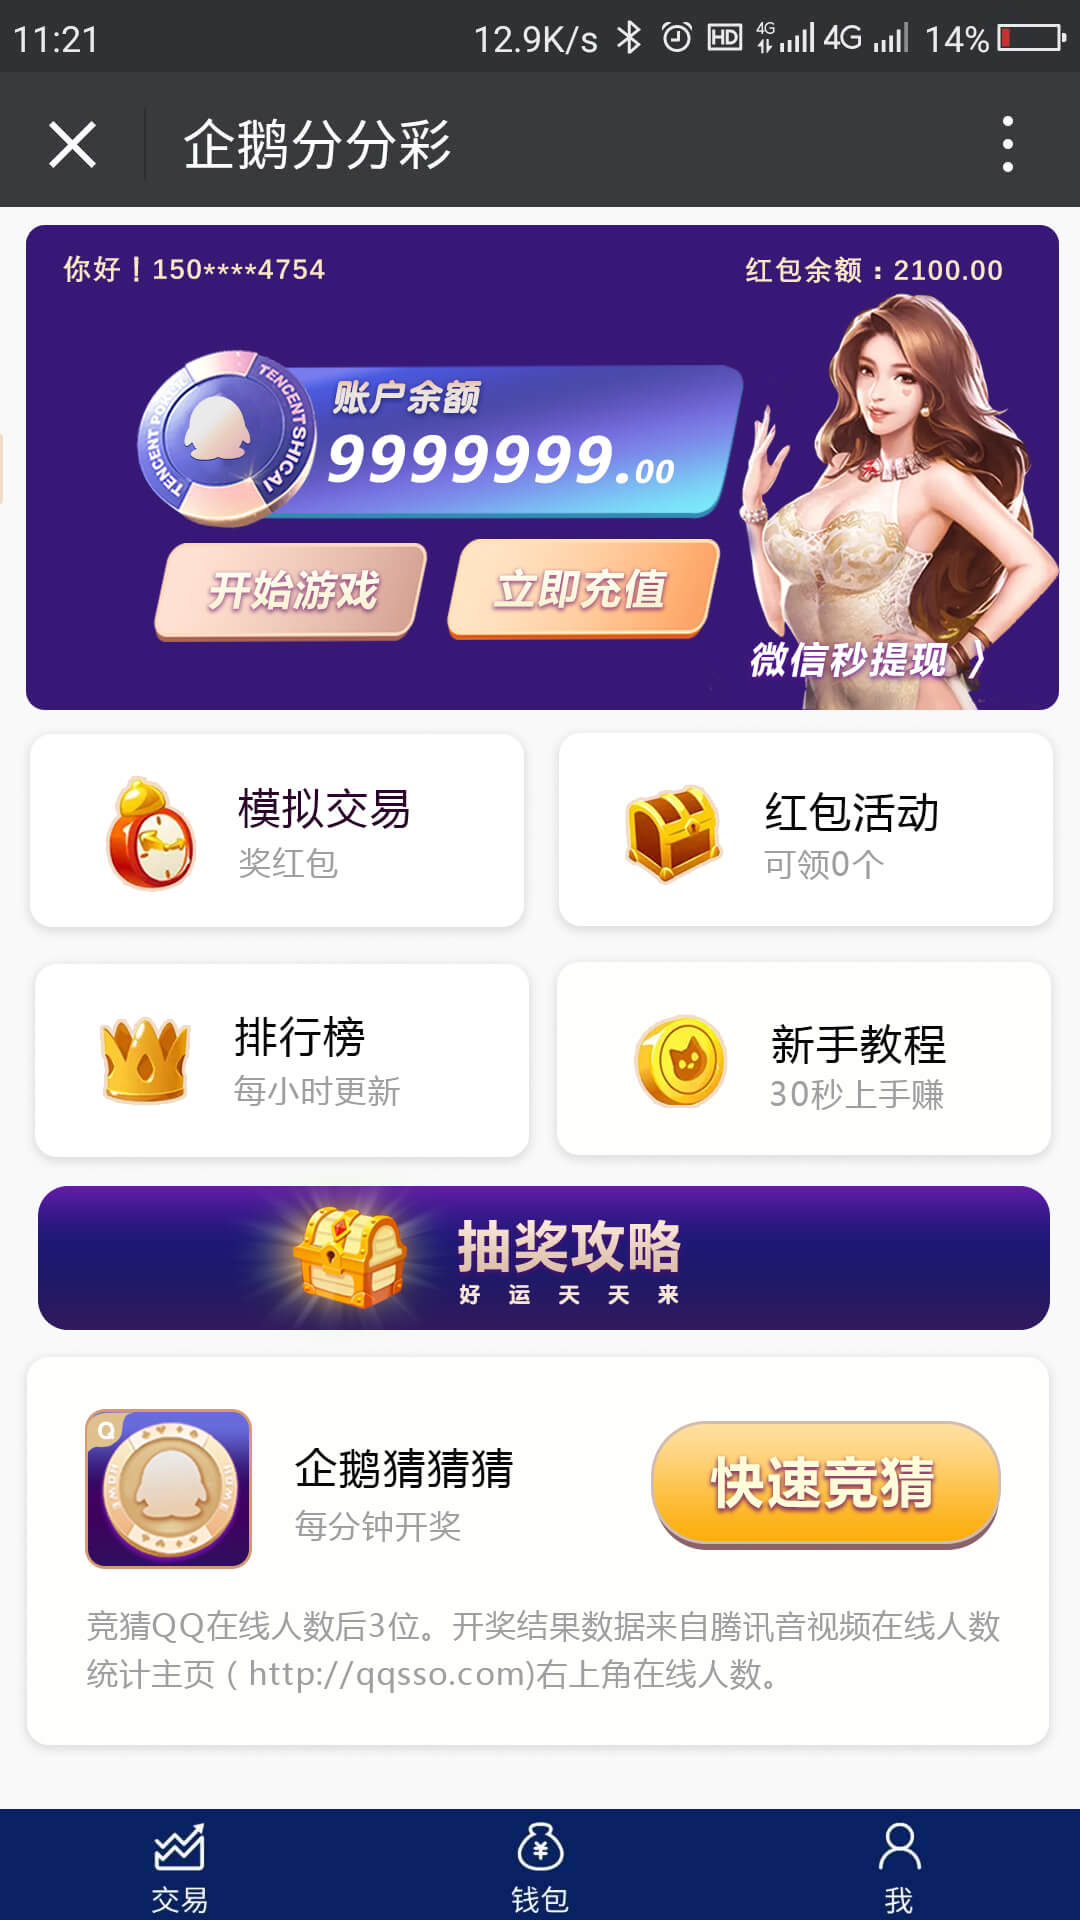 11:21 12.9K/s HD 4G 4G 14%
企鹅分分彩
你好！150****4754 红包余额：2100.00
TENCENT POKER TENCENT SHICAI
账户余额
9999999.00
开始游戏 立即充值
微信秒提现 〉
模拟交易 红包活动
奖红包 可领0个
排行榜 新手教程
每小时更新 30秒上手赚
抽奖攻略
好运天天来
Q
企鹅猜猜猜 快速竞猜
每分钟开奖
竞猜QQ在线人数后3位。开奖结果数据来自腾讯音视频在线人数
统计主页（http://qqsso.com)右上角在线人数。
交易 钱包 我